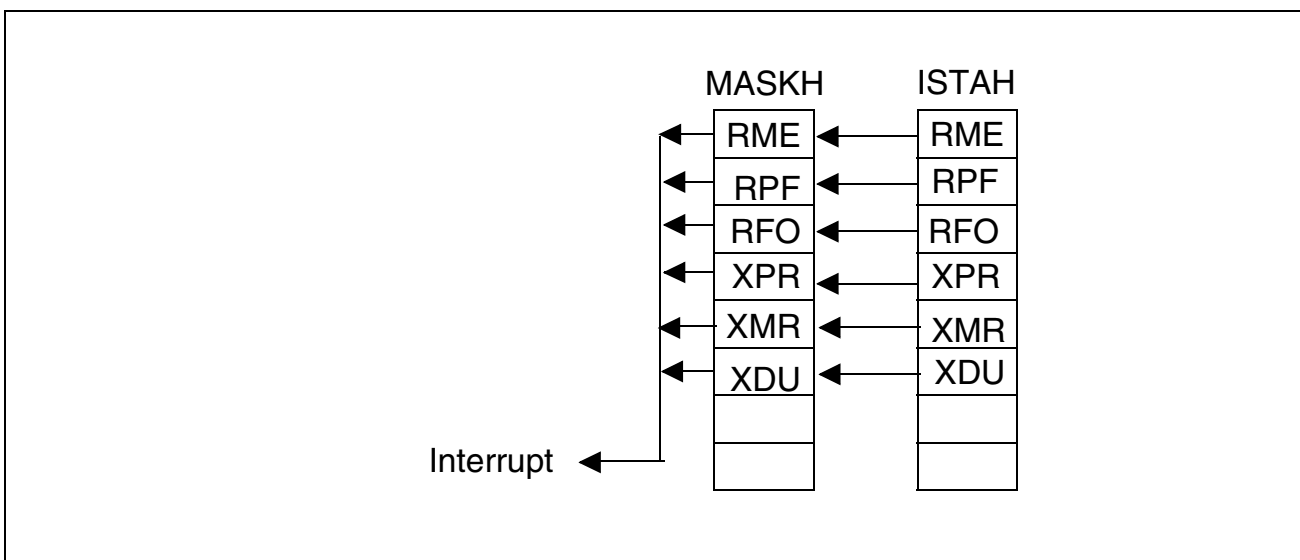 MASKH ISTAH
RME RME
RPF RPF
RFO RFO
XPR XPR
XMR XMR
XDU XDU
Interrupt